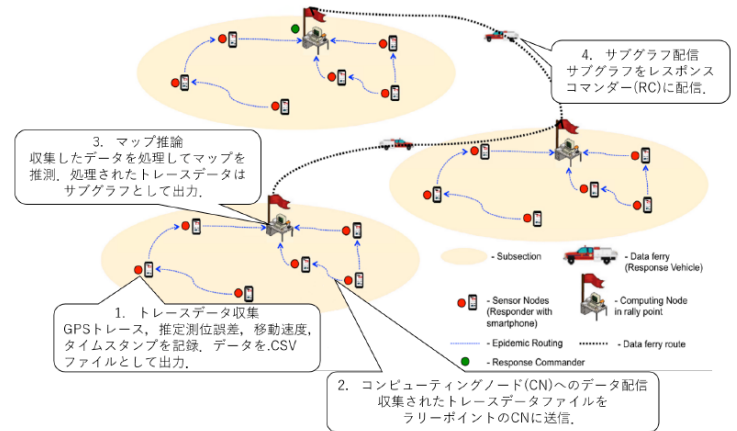 4. サブグラフ配信
サブグラフをレスポンス
コマンダー(RC)に配信.
3. マップ推論
収集したデータを処理してマップを
推測. 処理されたトレースデータは
サブグラフとして出力.
1. トレースデータ収集
GPSトレース, 推定測位誤差, 移動速度,
タイムスタンプを記録. データを.CSV
ファイルとして出力.
2. コンピューティングノード(CN)へのデータ配信
収集されたトレースデータファイルを
ラリーポイントのCNに送信.
- Subsection
- Data ferry
(Response Vehicle)
- Sensor Nodes
(Responder with
smartphone)
- Computing Node
in rally point
- Epidemic Routing
- Data ferry route
- Response Commander